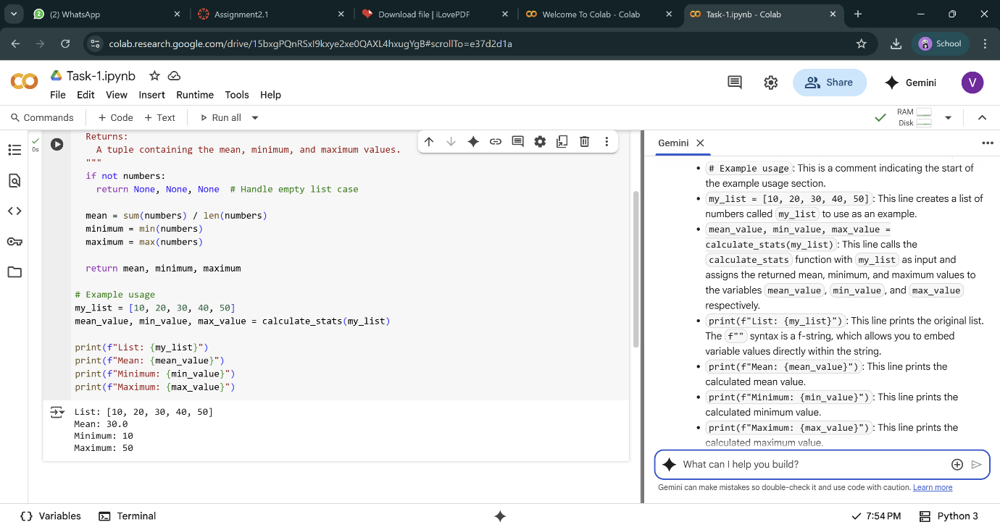 (2) WhatsApp
Assignment2.1
Download file | iLovePDF
Welcome To Colab - Colab
Task-1.ipynb - Colab
colab.research.google.com/drive/15bxgPQnRSxI9kxye2xe0QAXL4hxugYgB#scrollTo=e37d2d1a
School
Task-1.ipynb
File Edit View Insert Runtime Tools Help
Share
Gemini
V
Commands
+ Code + Text
Run all
RAM
Disk
0s
Returns:
A tuple containing the mean, minimum, and maximum values.
"""
if not numbers:
return None, None, None # Handle empty list case
mean = sum(numbers) / len(numbers)
minimum = min(numbers)
maximum = max(numbers)
return mean, minimum, maximum
# Example usage
my_list = [10, 20, 30, 40, 50]
mean_value, min_value, max_value = calculate_stats(my_list)
print(f"List: {my_list}")
print(f"Mean: {mean_value}")
print(f"Minimum: {min_value}")
print(f"Maximum: {max_value}")
List: [10, 20, 30, 40, 50]
Mean: 30.0
Minimum: 10
Maximum: 50
Gemini
• # Example usage : This is a comment indicating the start of
the example usage section.
• my_list = [10, 20, 30, 40, 50] : This line creates a list of
numbers called my_list to use as an example.
• mean_value, min_value, max_value =
calculate_stats(my_list) : This line calls the
calculate_stats function with my_list as input and
assigns the returned mean, minimum, and maximum values to
the variables mean_value , min_value , and max_value
respectively.
• print(f"List: {my_list}") : This line prints the original list.
The f"" syntax is a f-string, which allows you to embed
variable values directly within the string.
• print(f"Mean: {mean_value}") : This line prints the
calculated mean value.
• print(f"Minimum: {min_value}") : This line prints the
calculated minimum value.
• print(f"Maximum: {max_value}") : This line prints the
calculated maximum value.
What can I help you build?
Gemini can make mistakes so double-check it and use code with caution. Learn more
Variables
Terminal
7:54 PM
Python 3